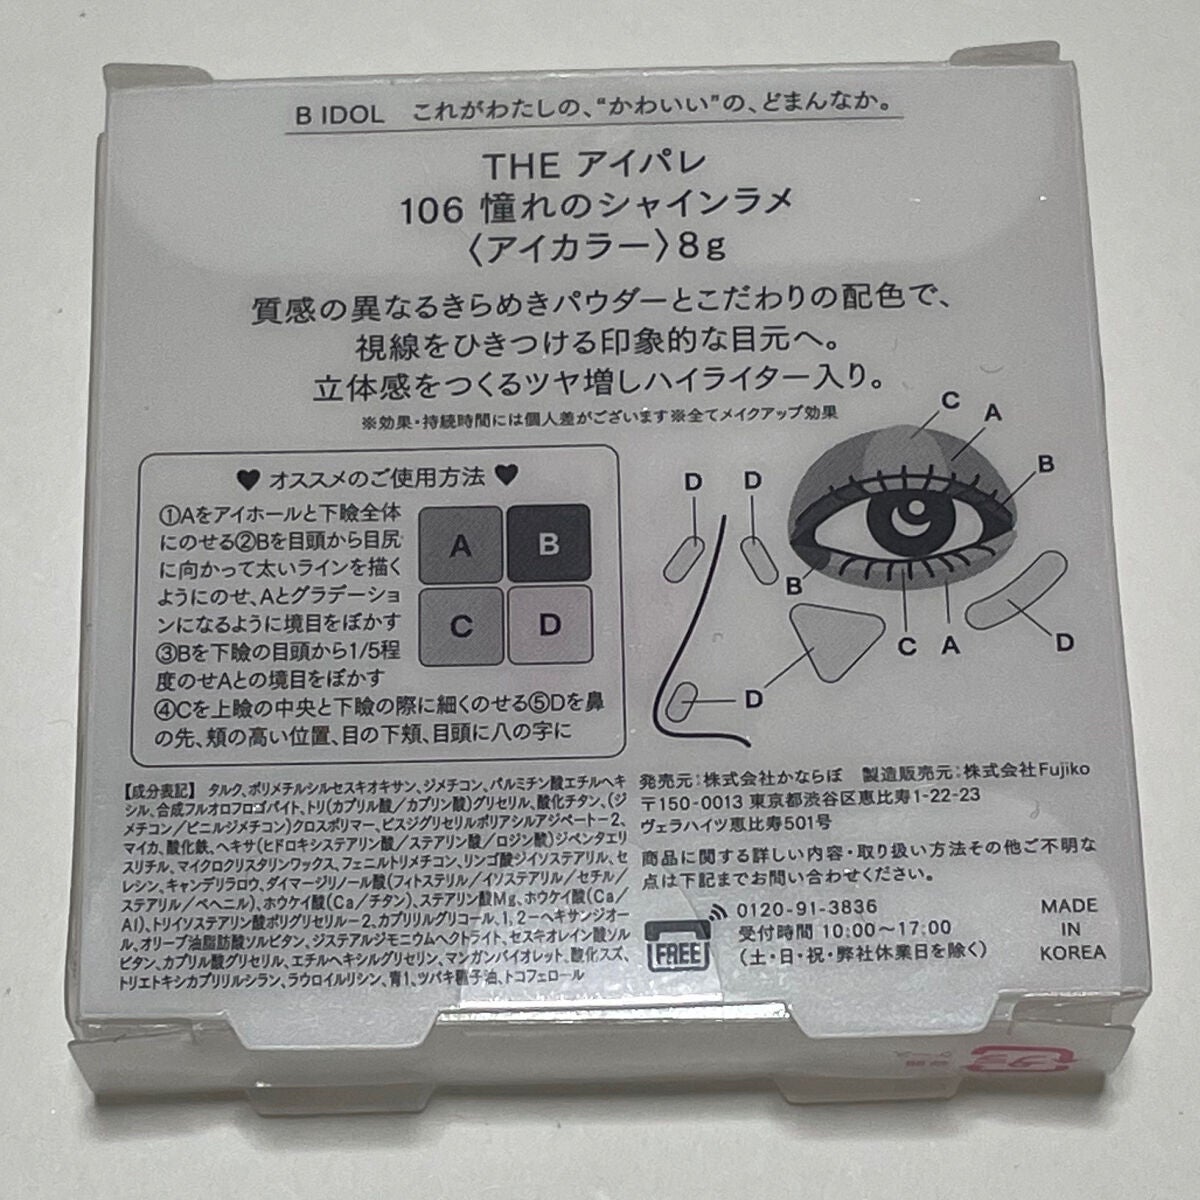 B IDOL これがわたしの、“かわいい”の、どまんなか。
THE アイパレ
106 憧れのシャインラメ
〈アイカラー〉8g
質感の異なるきらめきパウダーとこだわりの配色で、
視線をひきつける印象的な目元へ。
立体感をつくるツヤ増しハイライター入り。
※効果・持続時間には個人差がございます※全てメイクアップ効果
♥ オススメのご使用方法 ♥
①Aをアイホールと下瞼全体
にのせる②Bを目頭から目尻
に向かって太いラインを描く
ようにのせ、Aとグラデーショ
ンになるように境目をぼかす
③Bを下瞼の目頭から1/5程
度のせAとの境目をぼかす
④Cを上瞼の中央と下瞼の際に細くのせる⑤Dを鼻
の先、頬の高い位置、目の下頬、目頭に八の字に
A B
C D
C
A
B
D D
B
C A
D
D
【成分表記】 タルク、ポリメチルシルセスキオキサン、ジメチコン、パルミチン酸エチルヘキ
シル、合成フルオロフロゴパイト、トリ(カプリル酸/カプリン酸)グリセリル、酸化チタン、(ジ
メチコン/ビニルジメチコン)クロスポリマー、ビスジグリセリルポリアシルアジペート-2、
マイカ、酸化鉄、ヘキサ(ヒドロキシステアリン酸/ステアリン酸/ロジン酸)ジペンタエリ
スリチル、マイクロクリスタリンワックス、フェニルトリメチコン、リンゴ酸ジイソステアリル、セ
レシン、キャンデリラロウ、ダイマージリノール酸(フィトステリル/イソステアリル/セチル/
ステアリル/ベヘニル)、ホウケイ酸(Ca/チタン)、ステアリン酸Mg、ホウケイ酸(Ca/
Al)、トリイソステアリン酸ポリグリセリル-2、カプリリルグリコール、1,2-ヘキサンジオー
ル、オリーブ油脂肪酸ソルビタン、ジステアルジモニウムヘクトライト、セスキオレイン酸ソル
ビタン、カプリル酸グリセリル、エチルヘキシルグリセリン、マンガンバイオレット、酸化スズ、
トリエトキシカプリリルシラン、ラウロイルリシン、青1、ツバキ種子油、トコフェロール
発売元:株式会社かならぼ 製造販売元:株式会社Fujiko
〒150-0013 東京都渋谷区恵比寿1-22-23
ヴェラハイツ恵比寿501号
商品に関する詳しい内容・取り扱い方法その他ご不明な
点は下記までお問い合わせください。
FREE
0120-91-3836
受付時間 10:00~17:00
(土・日・祝・弊社休業日を除く)
MADE
IN
KOREA